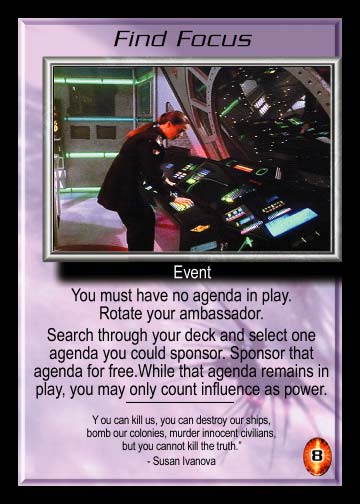 Find Focus
Event
You must have no agenda in play.
Rotate your ambassador.
Search through your deck and select one
agenda you could sponsor. Sponsor that
agenda for free.While that agenda remains in
play, you may only count influence as power.
Y ou can kill us, you can destroy our ships,
bomb our colonies, murder innocent civilians,
but you cannot kill the truth.”
- Susan Ivanova
8